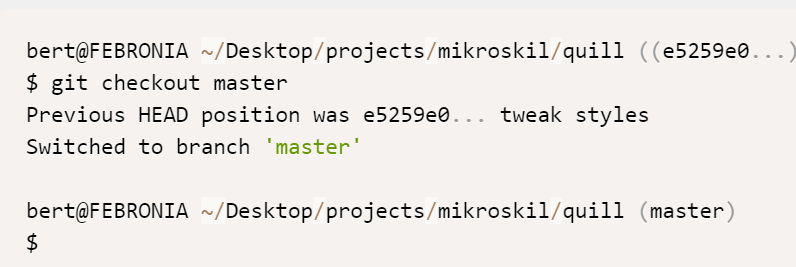 bert@FEBRONIA ~/Desktop/projects/mikroskil/quill ((e5259e0...)
$ git checkout master
Previous HEAD position was e5259e0... tweak styles
Switched to branch 'master'
bert@FEBRONIA ~/Desktop/projects/mikroskil/quill (master)
$